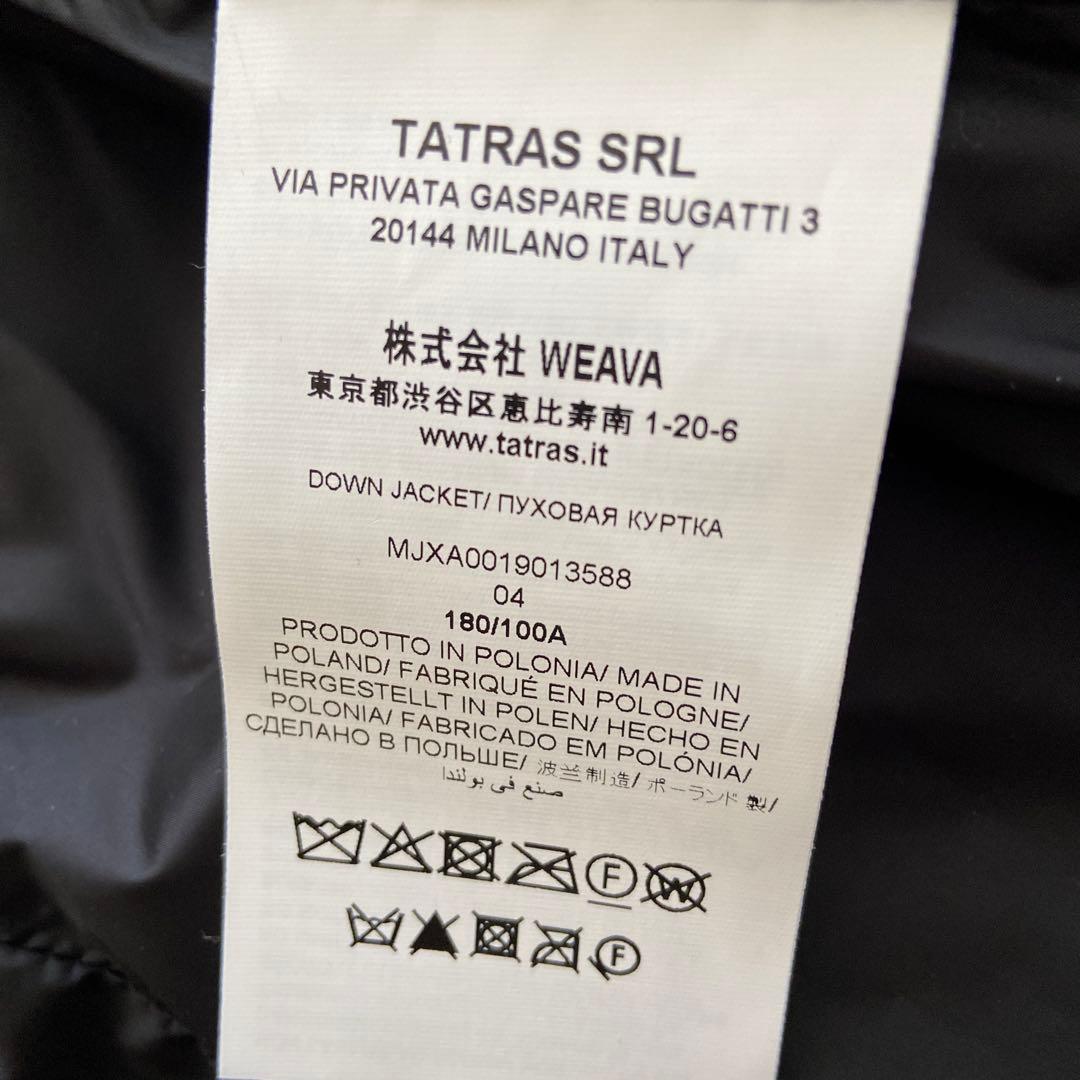 TATRAS SRL
VIA PRIVATA GASPARE BUGATTI 3
20144 MILANO ITALY
株式会社 WEAVA
東京都渋谷区恵比寿南 1-20-6
www.tatras.it
DOWN JACKET/ ПУХОВАЯ КУРТКА
MJXA0019013588
04
180/100A
PRODOTTO IN POLONIA/ MADE IN
POLAND/ FABRIQUÉ EN POLOGNE/
HERGESTELLT IN POLEN/ HECHO EN
POLONIA/ FABRICADO EM POLÓNIA/
СДЕЛАНО В ПОЛЬШЕ/ 波兰制造/ ポーランド 製/
صنع في بولندا
F W
F